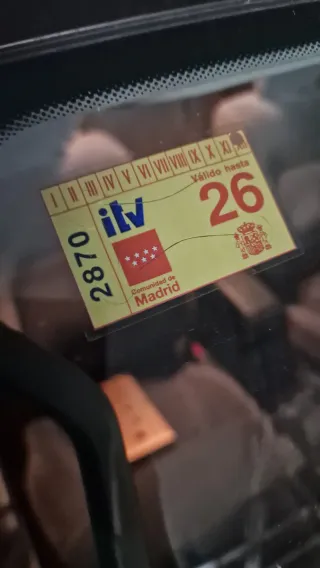 I II III IV V VI VII VIII IX X XI XII
itv
Válido hasta
26
2870
Comunidad de
Madrid